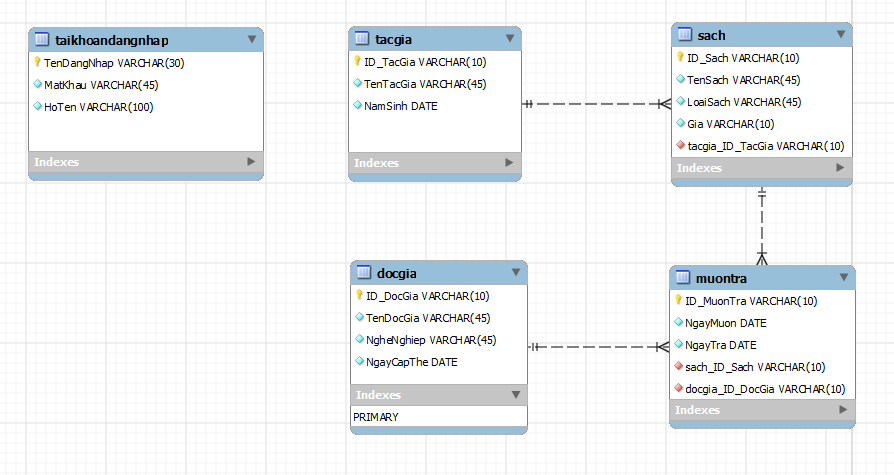 taikhoandangnhap
TenDangNhap VARCHAR(30)
MatKhau VARCHAR(45)
HoTen VARCHAR(100)
Indexes
tacgia
ID_TacGia VARCHAR(10)
TenTacGia VARCHAR(45)
NamSinh DATE
Indexes
sach
ID_Sach VARCHAR(10)
TenSach VARCHAR(45)
LoaiSach VARCHAR(45)
Gia VARCHAR(10)
tacgia_ID_TacGia VARCHAR(10)
Indexes
docgia
ID_DocGia VARCHAR(10)
TenDocGia VARCHAR(45)
NgheNghiep VARCHAR(45)
NgayCapThe DATE
Indexes
PRIMARY
muontra
ID_MuonTra VARCHAR(10)
NgayMuon DATE
NgayTra DATE
sach_ID_Sach VARCHAR(10)
docgia_ID_DocGia VARCHAR(10)
Indexes